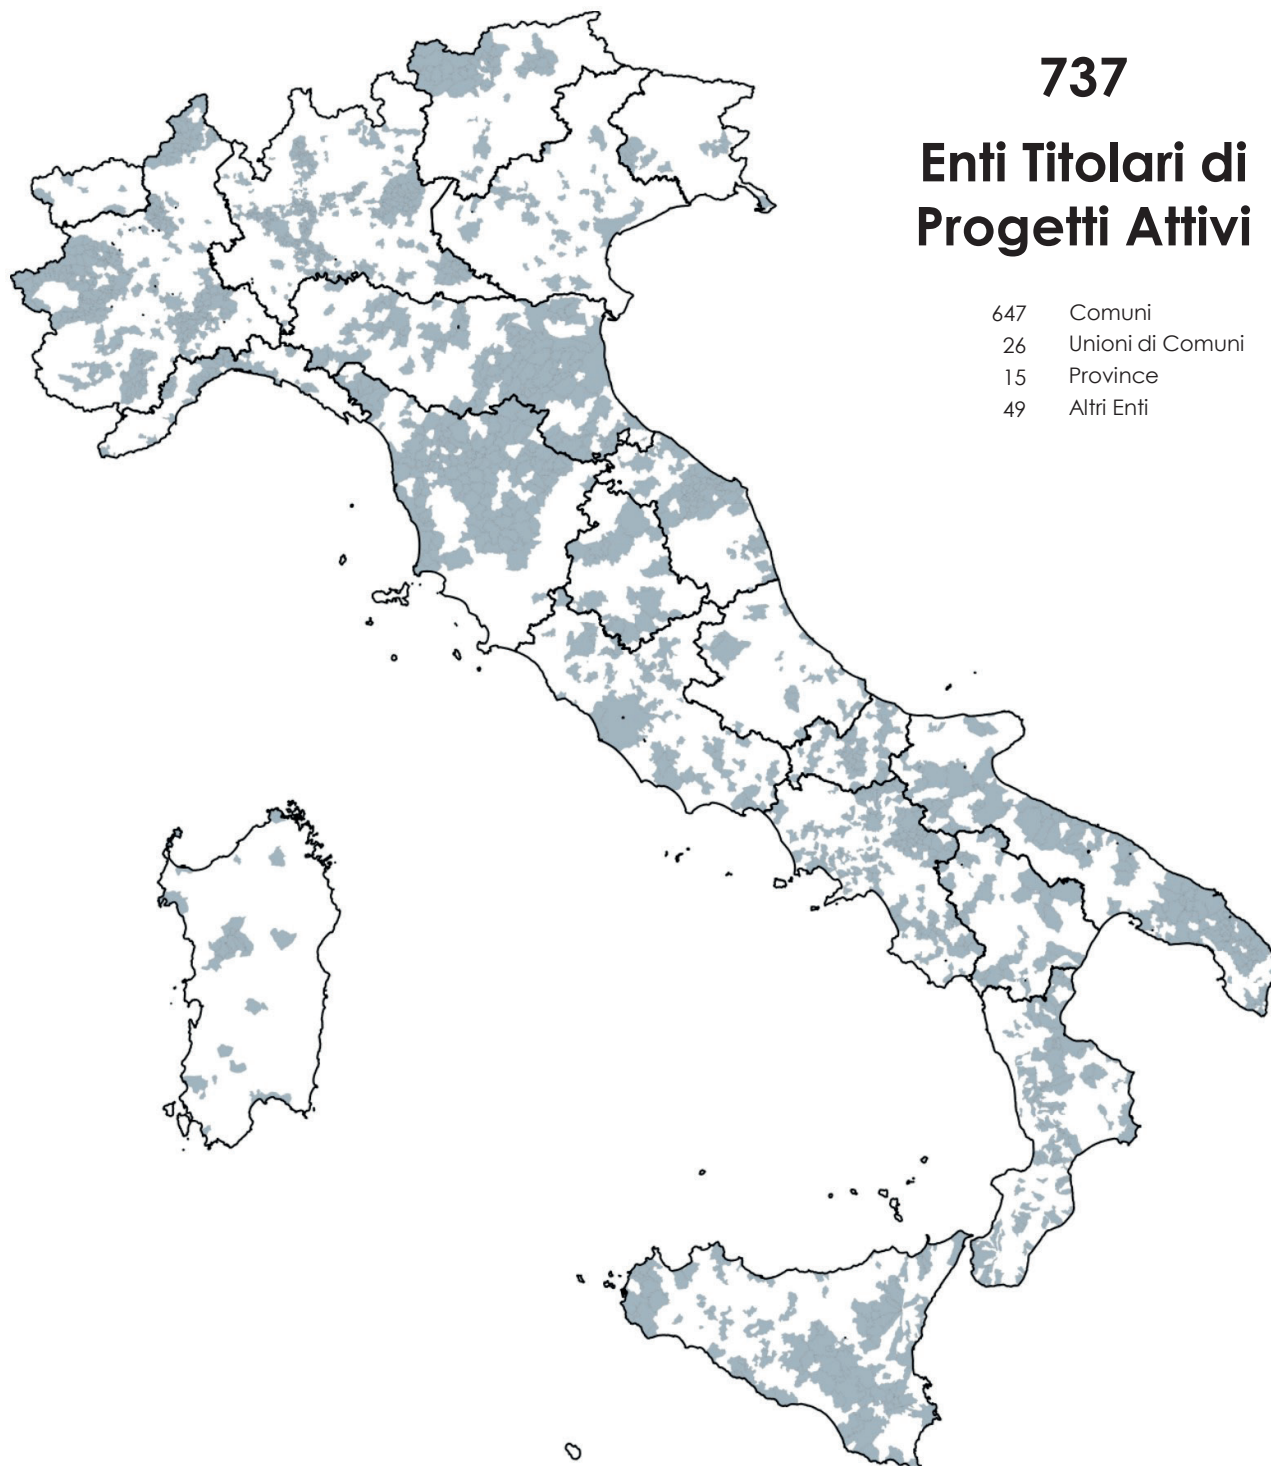 737
Enti Titolari di
Progetti Attivi
647 Comuni
26 Unioni di Comuni
15 Province
49 Altri Enti